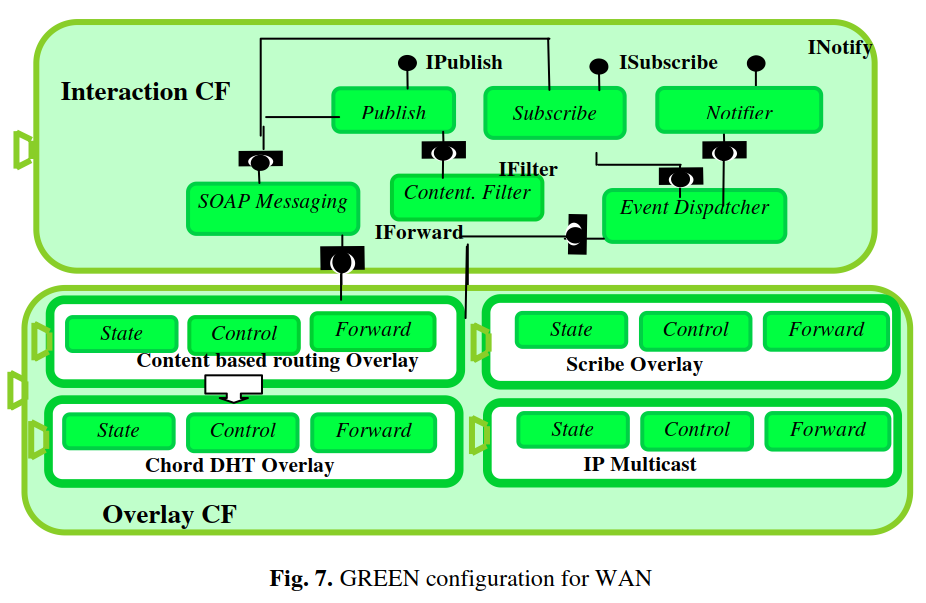 INotify
IPublish
ISubscribe
Interaction CF
Publish
Subscribe
Notifier
IFilter
SOAP Messaging
Content. Filter
Event Dispatcher
IForward
State
Control
Forward
Content based routing Overlay
State
Control
Forward
Scribe Overlay
State
Control
Forward
Chord DHT Overlay
State
Control
Forward
IP Multicast
Overlay CF
Fig. 7. GREEN configuration for WAN